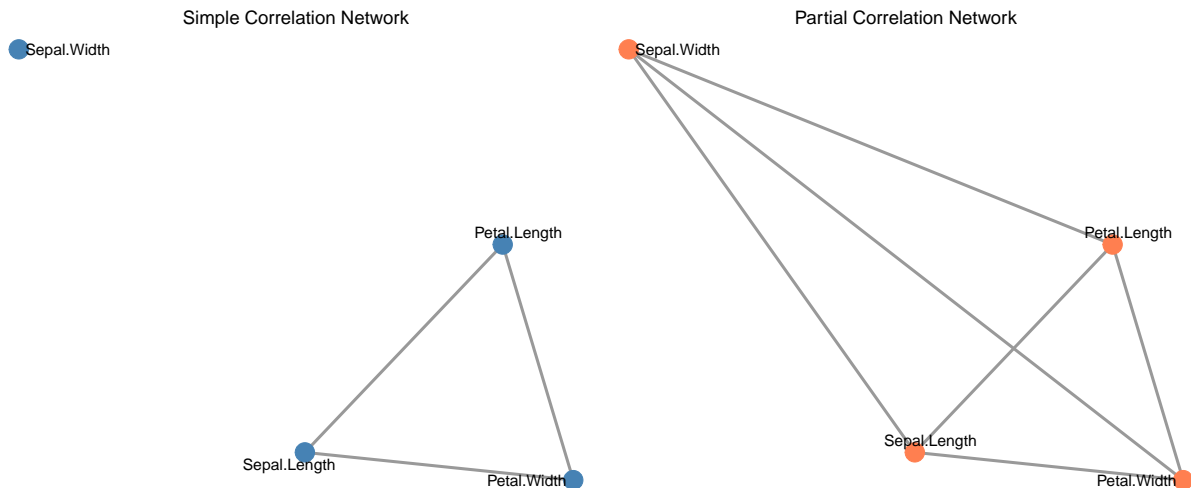 Simple Correlation Network
Sepal.Width
Petal.Length
Sepal.Length
Petal.Width
Partial Correlation Network
Sepal.Width
Petal.Length
Sepal.Length
Petal.Width